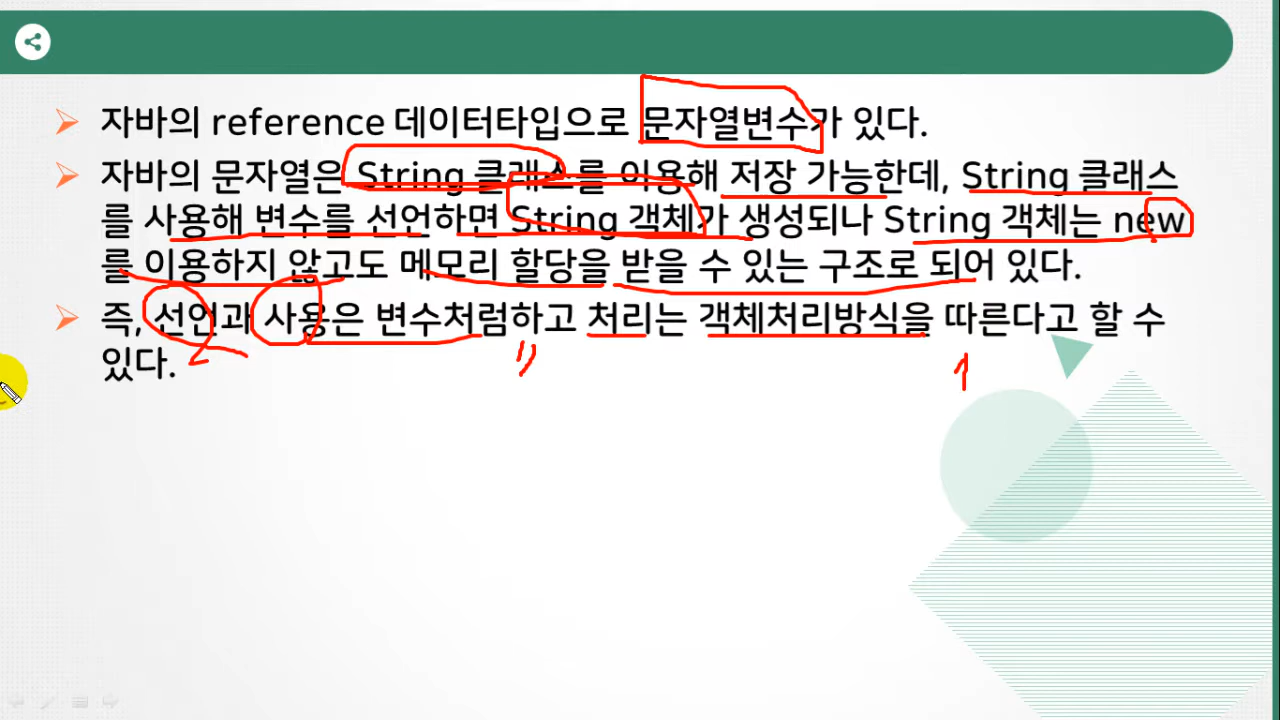 자바의 reference 데이터타입으로 문자열변수가 있다.
자바의 문자열은 String 클래스를 이용해 저장 가능한데, String 클래스
를 사용해 변수를 선언하면 String 객체가 생성되나 String 객체는 new
를 이용하지 않고도 메모리 할당을 받을 수 있는 구조로 되어 있다.
즉, 선언과 사용은 변수처럼하고 처리는 객체처리방식을 따른다고 할 수
있다.